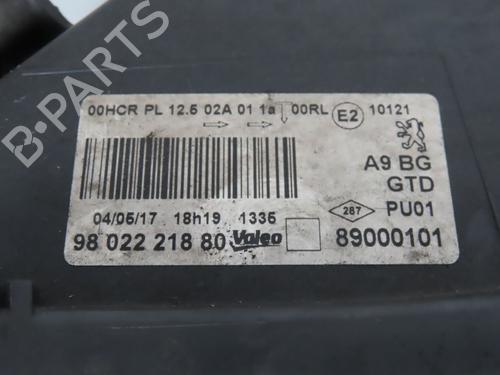 00HCR PL 12.5 02A 01 1a 00RL E2 10121
A9 BG
GTD
04/05/17 18h19 1335
287 PU01
98 022 218 80 Valeo 89000101
B-PARTS